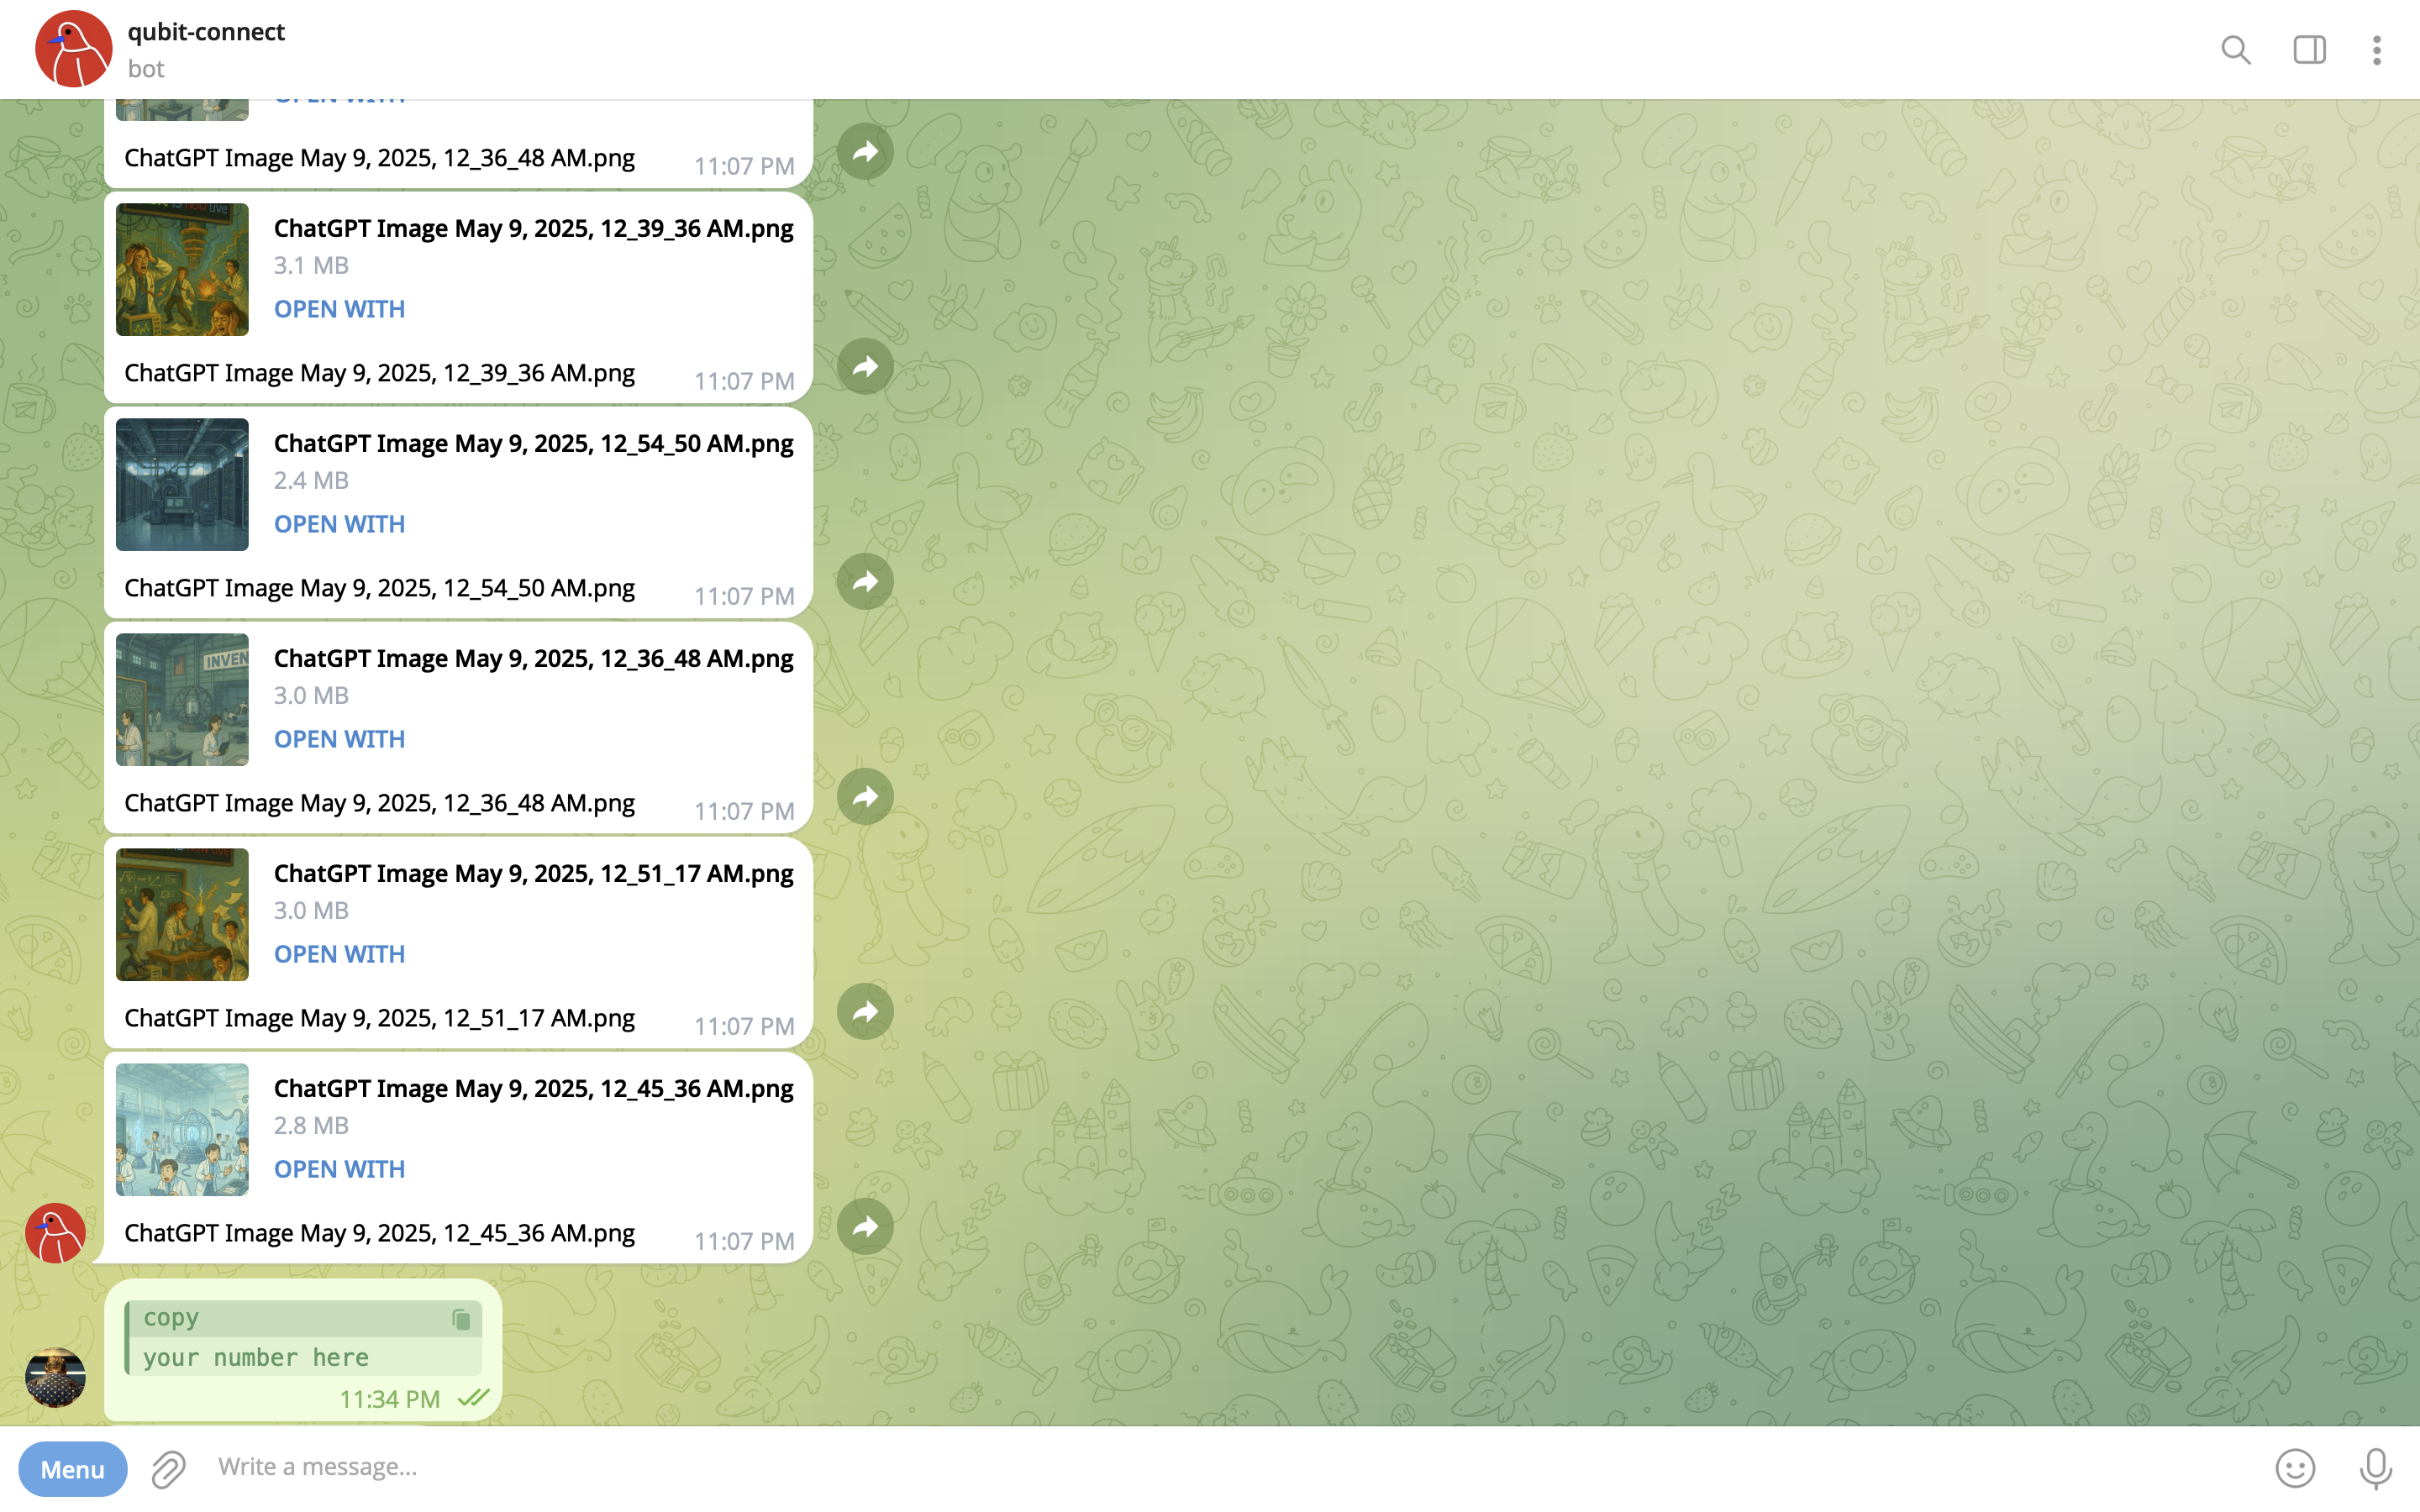 qubit-connect
bot
OPEN WITH
ChatGPT Image May 9, 2025, 12_36_48 AM.png
11:07 PM
ChatGPT Image May 9, 2025, 12_39_36 AM.png
3.1 MB
OPEN WITH
ChatGPT Image May 9, 2025, 12_39_36 AM.png
11:07 PM
ChatGPT Image May 9, 2025, 12_54_50 AM.png
2.4 MB
OPEN WITH
ChatGPT Image May 9, 2025, 12_54_50 AM.png
11:07 PM
INVEN
ChatGPT Image May 9, 2025, 12_36_48 AM.png
3.0 MB
OPEN WITH
ChatGPT Image May 9, 2025, 12_36_48 AM.png
11:07 PM
ChatGPT Image May 9, 2025, 12_51_17 AM.png
3.0 MB
OPEN WITH
ChatGPT Image May 9, 2025, 12_51_17 AM.png
11:07 PM
ChatGPT Image May 9, 2025, 12_45_36 AM.png
2.8 MB
OPEN WITH
ChatGPT Image May 9, 2025, 12_45_36 AM.png
11:07 PM
copy
your number here
11:34 PM
Menu
Write a message...